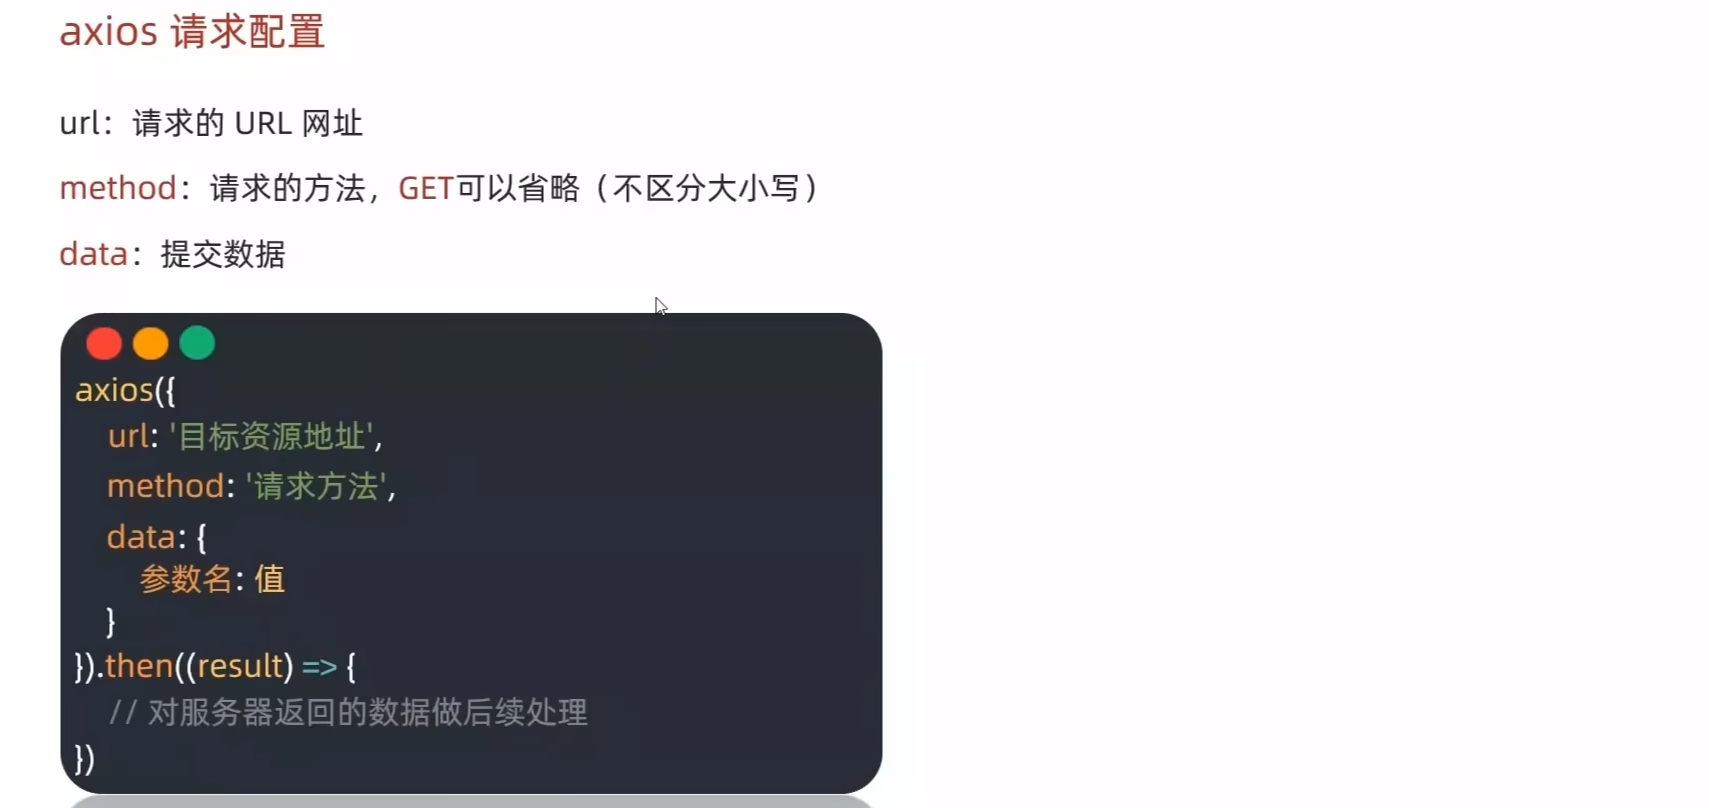 axios 请求配置
url：请求的 URL 网址
method：请求的方法，GET可以省略（不区分大小写）
data：提交数据
axios({
url: '目标资源地址',
method: '请求方法',
data: {
参数名: 值
}
}).then((result) => {
// 对服务器返回的数据做后续处理
})